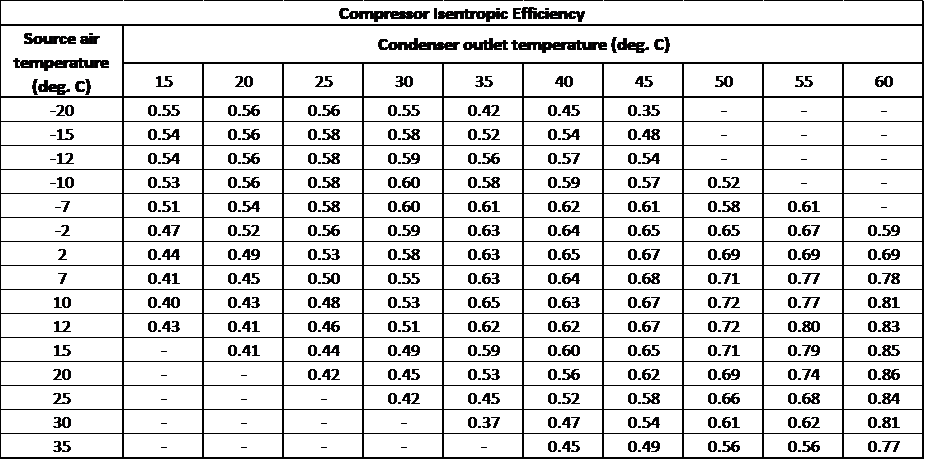 Compressor Isentropic Efficiency
Source air temperature (deg. C) Condenser outlet temperature (deg. C)
15 20 25 30 35 40 45 50 55 60
-20 0.55 0.56 0.56 0.55 0.42 0.45 0.35 - - -
-15 0.54 0.56 0.58 0.58 0.52 0.54 0.48 - - -
-12 0.54 0.56 0.58 0.59 0.56 0.57 0.54 - - -
-10 0.53 0.56 0.58 0.60 0.58 0.59 0.57 0.52 - -
-7 0.51 0.54 0.58 0.60 0.61 0.62 0.61 0.58 0.61 -
-2 0.47 0.52 0.56 0.59 0.63 0.64 0.65 0.65 0.67 0.59
2 0.44 0.49 0.53 0.58 0.63 0.65 0.67 0.69 0.69 0.69
7 0.41 0.45 0.50 0.55 0.63 0.64 0.68 0.71 0.77 0.78
10 0.40 0.43 0.48 0.53 0.65 0.63 0.67 0.72 0.77 0.81
12 0.43 0.41 0.46 0.51 0.62 0.62 0.67 0.72 0.80 0.83
15 - 0.41 0.44 0.49 0.59 0.60 0.65 0.71 0.79 0.85
20 - - 0.42 0.45 0.53 0.56 0.62 0.69 0.74 0.86
25 - - - 0.42 0.45 0.52 0.58 0.66 0.68 0.84
30 - - - - 0.37 0.47 0.54 0.61 0.62 0.81
35 - - - - - 0.45 0.49 0.56 0.56 0.77